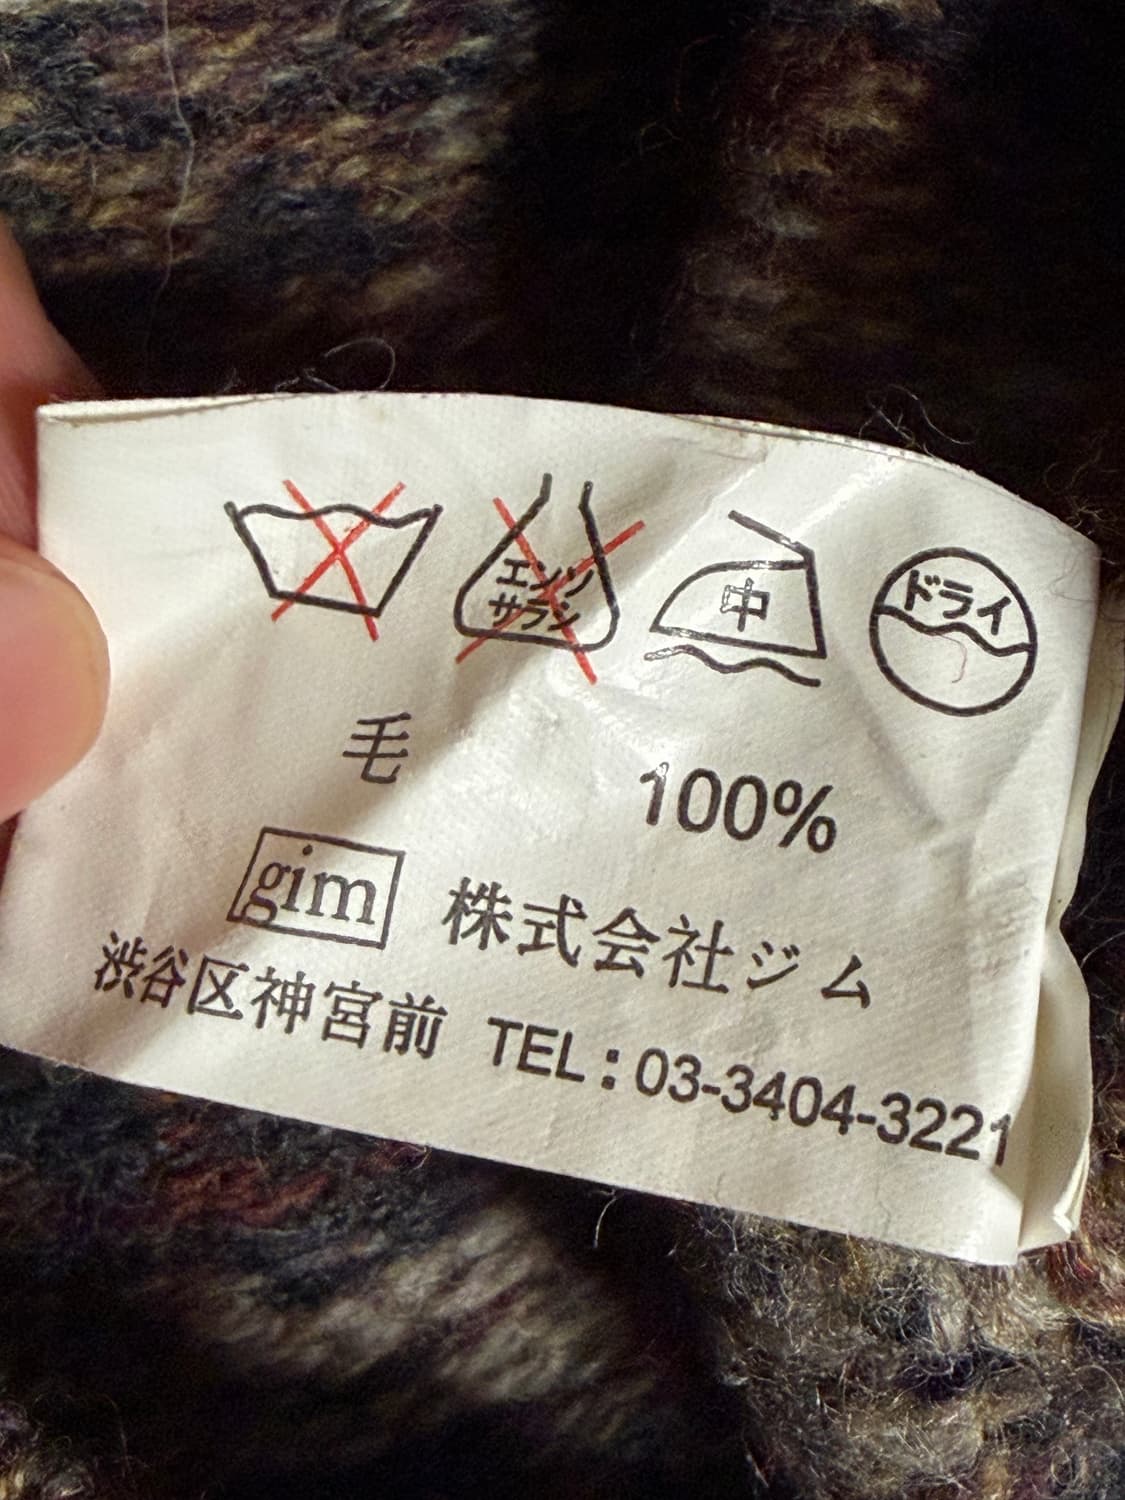 エンソ
サラシ
中
ドライ
毛 100%
gim 株式会社ジム
渋谷区神宮前 TEL:03-3404-3221